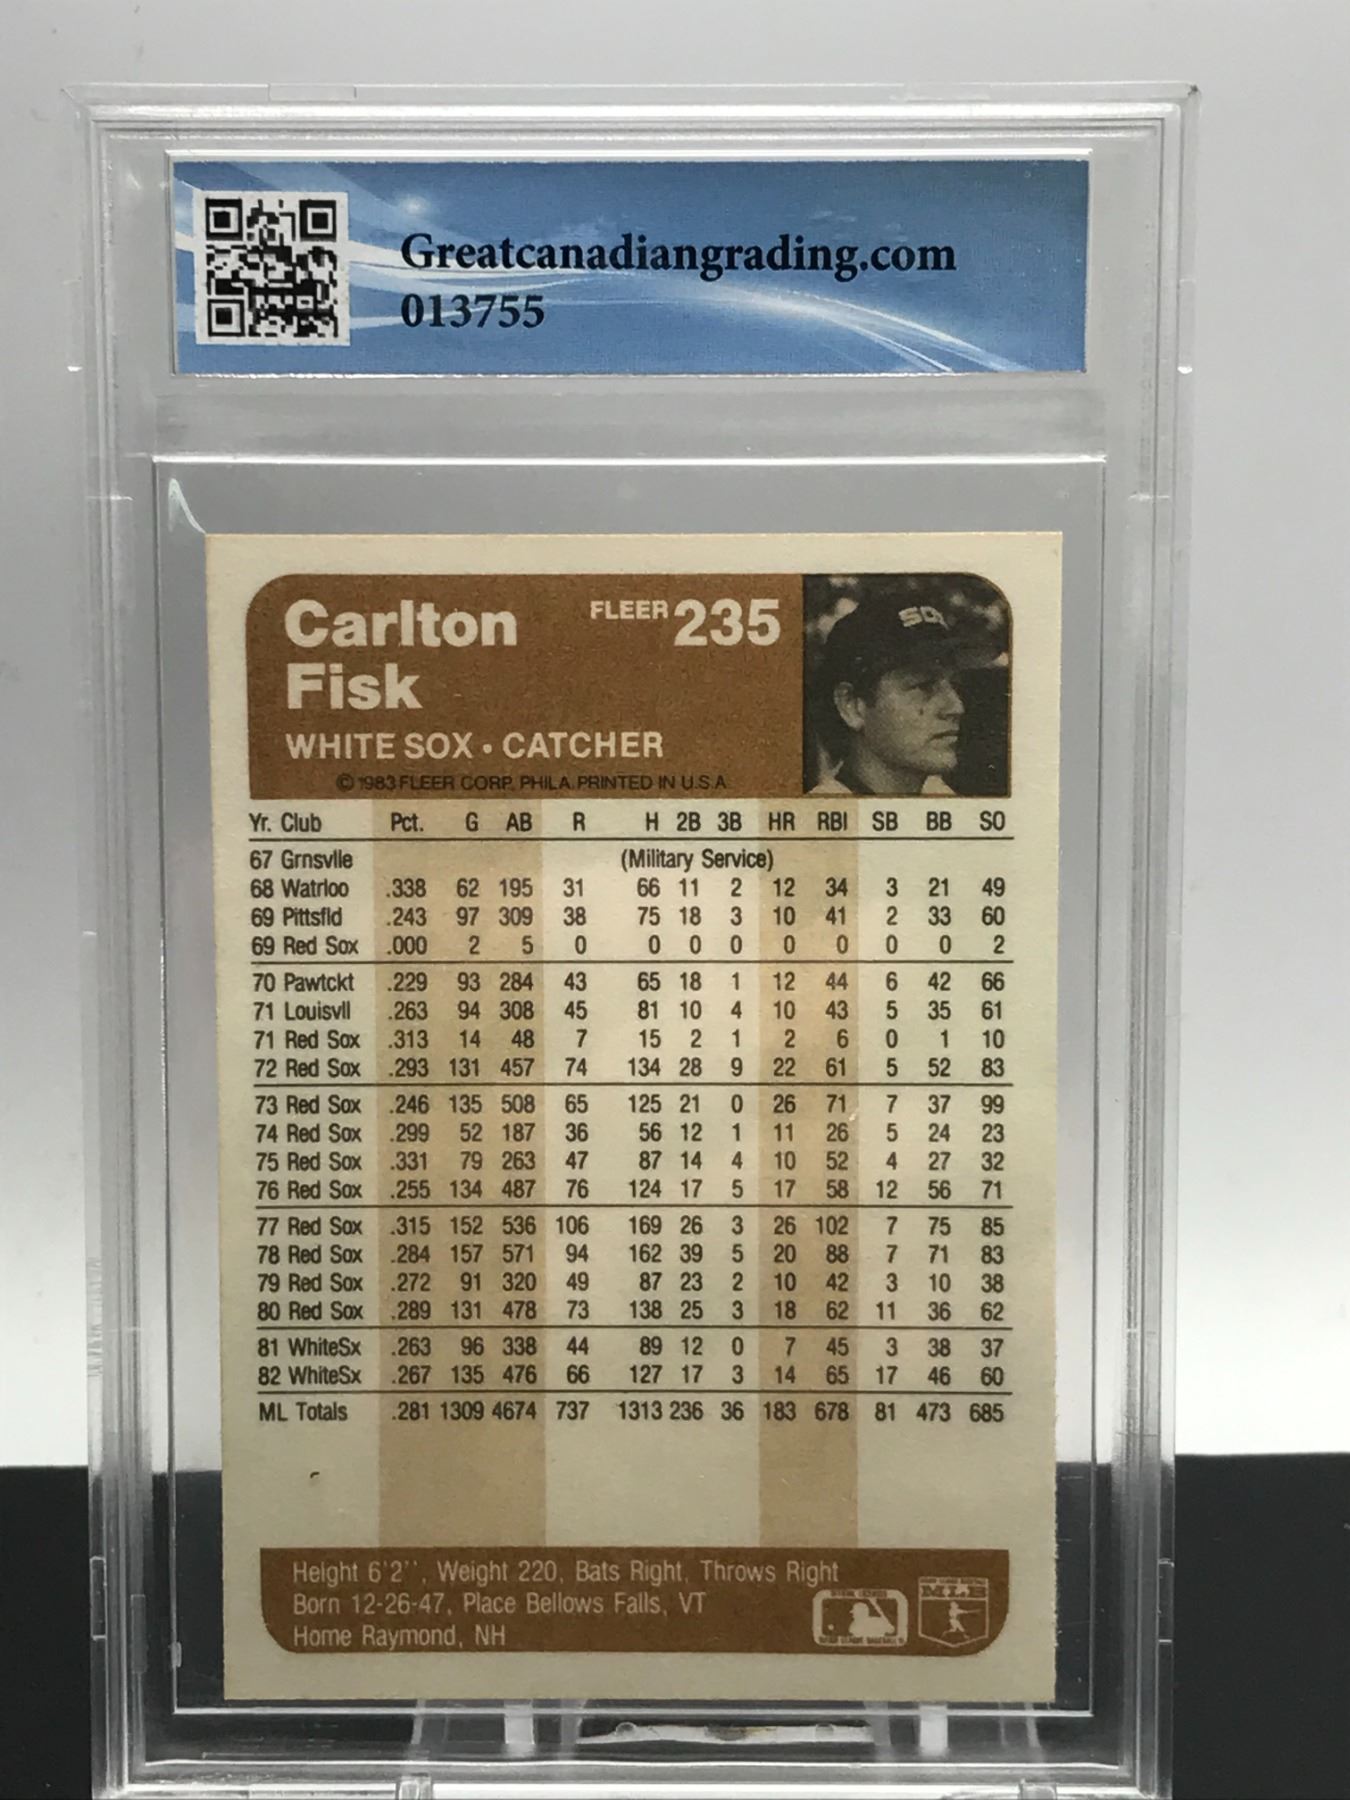 Greatcanadiangrading.com
013755
Carlton FLEER 235
Fisk
WHITE SOX • CATCHER
© 1983 FLEER CORP. PHILA. PRINTED IN U.S.A.
SOX
Yr. Club Pct. G AB R H 2B 3B HR RBI SB BB SO
67 Grnsvlle (Military Service)
68 Watrloo .338 62 195 31 66 11 2 12 34 3 21 49
69 Pittsfld .243 97 309 38 75 18 3 10 41 2 33 60
69 Red Sox .000 2 5 0 0 0 0 0 0 0 0 2
70 Pawtckt .229 93 284 43 65 18 1 12 44 6 42 66
71 Louisvll .263 94 308 45 81 10 4 10 43 5 35 61
71 Red Sox .313 14 48 7 15 2 1 2 6 0 1 10
72 Red Sox .293 131 457 74 134 28 9 22 61 5 52 83
73 Red Sox .246 135 508 65 125 21 0 26 71 7 37 99
74 Red Sox .299 52 187 36 56 12 1 11 26 5 24 23
75 Red Sox .331 79 263 47 87 14 4 10 52 4 27 32
76 Red Sox .255 134 487 76 124 17 5 17 58 12 56 71
77 Red Sox .315 152 536 106 169 26 3 26 102 7 75 85
78 Red Sox .284 157 571 94 162 39 5 20 88 7 71 83
79 Red Sox .272 91 320 49 87 23 2 10 42 3 10 38
80 Red Sox .289 131 478 73 138 25 3 18 62 11 36 62
81 WhiteSx .263 96 338 44 89 12 0 7 45 3 38 37
82 WhiteSx .267 135 476 66 127 17 3 14 65 17 46 60
ML Totals .281 1309 4674 737 1313 236 36 183 678 81 473 685
Height 6'2'', Weight 220, Bats Right, Throws Right
Born 12-26-47, Place Bellows Falls, VT
Home Raymond, NH
MLB